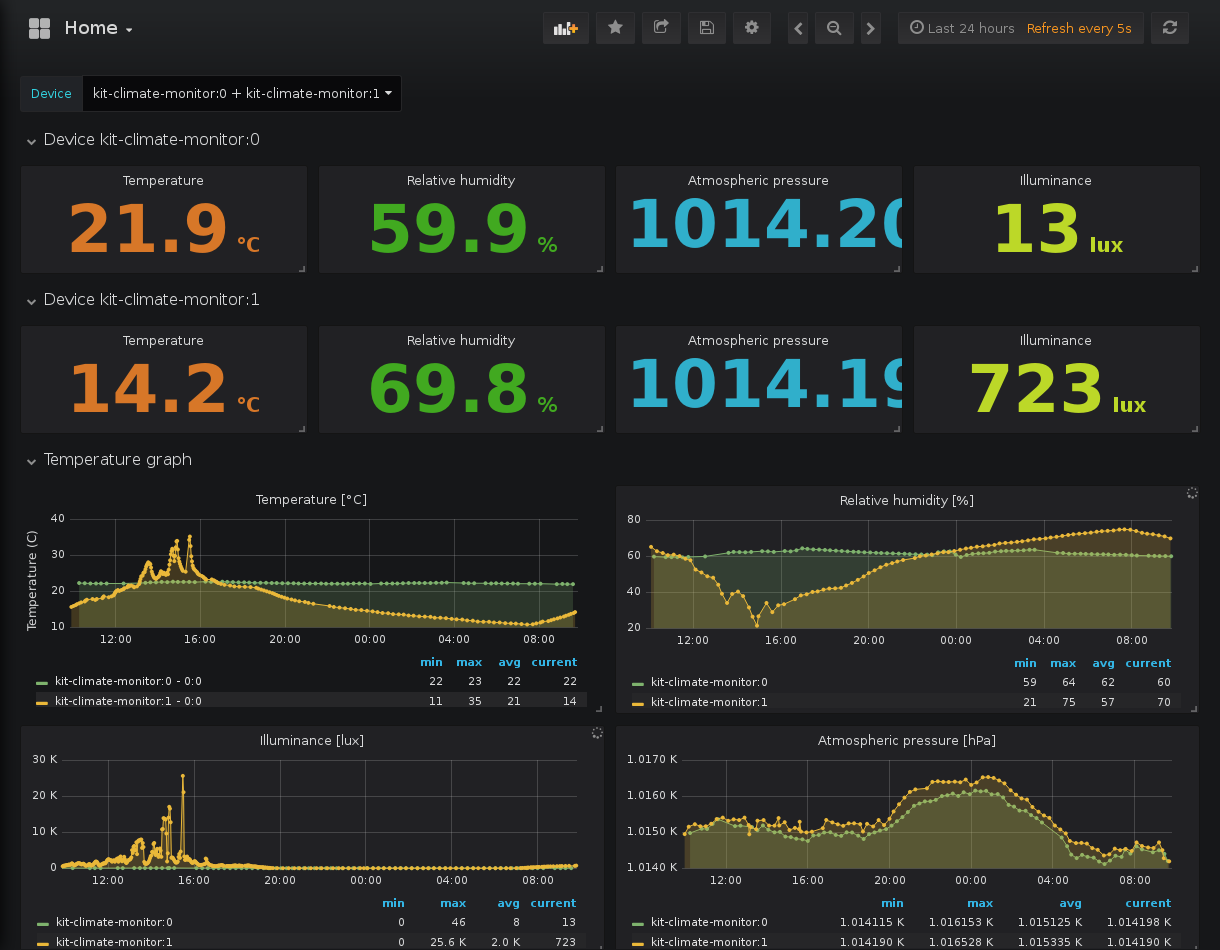 Home
Last 24 hours Refresh every 5s
Device kit-climate-monitor:0 + kit-climate-monitor:1
Device kit-climate-monitor:0
Temperature Relative humidity Atmospheric pressure Illuminance
21.9 °C 59.9 % 1014.20 13 lux
Device kit-climate-monitor:1
Temperature Relative humidity Atmospheric pressure Illuminance
14.2 °C 69.8 % 1014.19 723 lux
Temperature graph
Temperature [°C]
Temperature (C)
40
30
20
10
12:00 16:00 20:00 00:00 04:00 08:00
min max avg current
kit-climate-monitor:0 - 0:0 22 23 22 22
kit-climate-monitor:1 - 0:0 11 35 21 14
Relative humidity [%]
80
60
40
20
12:00 16:00 20:00 00:00 04:00 08:00
min max avg current
kit-climate-monitor:0 59 64 62 60
kit-climate-monitor:1 21 75 57 70
Illuminance [lux]
30 K
20 K
10 K
0
12:00 16:00 20:00 00:00 04:00 08:00
min max avg current
kit-climate-monitor:0 0 46 8 13
kit-climate-monitor:1 0 25.6 K 2.0 K 723
Atmospheric pressure [hPa]
1.0170 K
1.0160 K
1.0150 K
1.0140 K
12:00 16:00 20:00 00:00 04:00 08:00
min max avg current
kit-climate-monitor:0 1.014115 K 1.016153 K 1.015125 K 1.014198 K
kit-climate-monitor:1 1.014190 K 1.016528 K 1.015335 K 1.014190 K